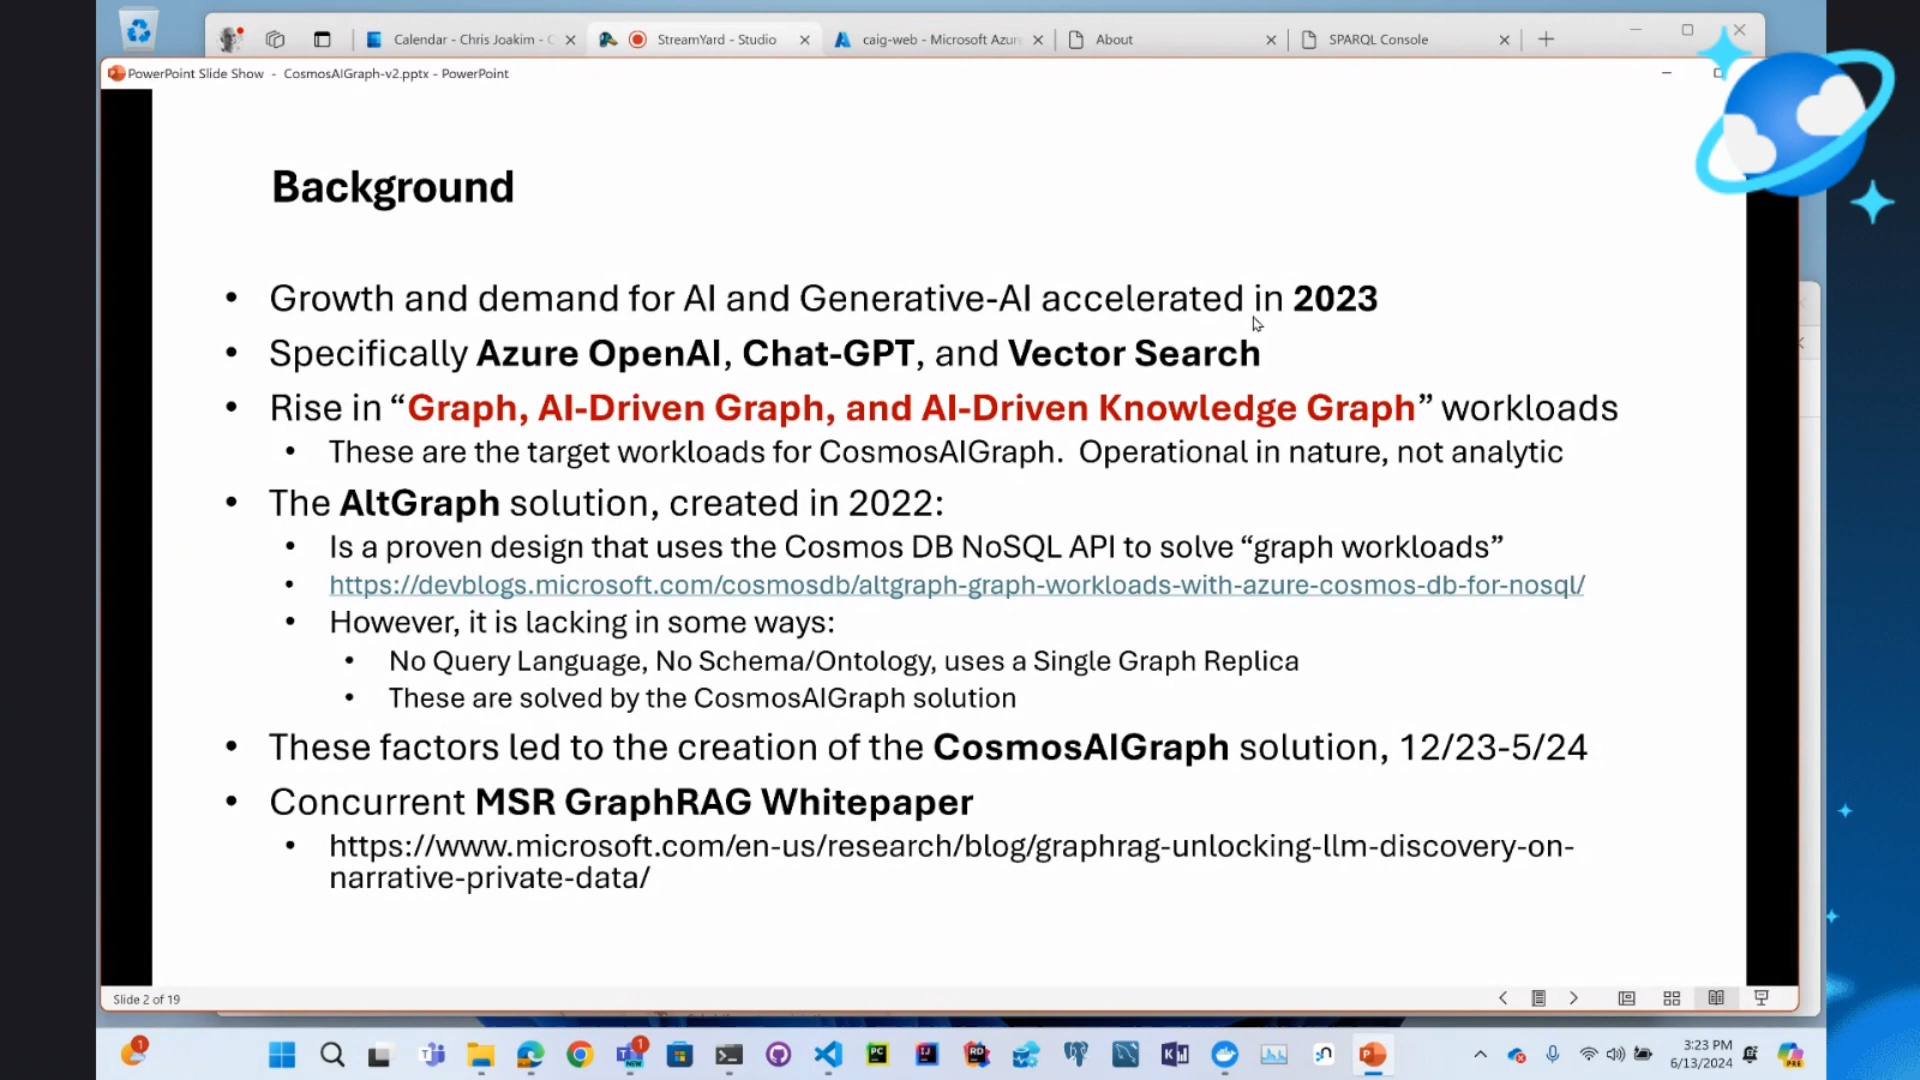 Calendar - Chris Joakim -
StreamYard - Studio
caig-web - Microsoft Azur
About
SPARQL Console
PowerPoint Slide Show - CosmosAIGraph-v2.pptx - PowerPoint
Background
• Growth and demand for AI and Generative-AI accelerated in 2023
• Specifically Azure OpenAI, Chat-GPT, and Vector Search
• Rise in “Graph, AI-Driven Graph, and AI-Driven Knowledge Graph” workloads
• These are the target workloads for CosmosAIGraph. Operational in nature, not analytic
• The AltGraph solution, created in 2022:
• Is a proven design that uses the Cosmos DB NoSQL API to solve “graph workloads”
• https://devblogs.microsoft.com/cosmosdb/altgraph-graph-workloads-with-azure-cosmos-db-for-nosql/
• However, it is lacking in some ways:
• No Query Language, No Schema/Ontology, uses a Single Graph Replica
• These are solved by the CosmosAIGraph solution
• These factors led to the creation of the CosmosAIGraph solution, 12/23-5/24
• Concurrent MSR GraphRAG Whitepaper
• https://www.microsoft.com/en-us/research/blog/graphrag-unlocking-llm-discovery-on-
narrative-private-data/
Slide 2 of 19
3:23 PM
6/13/2024